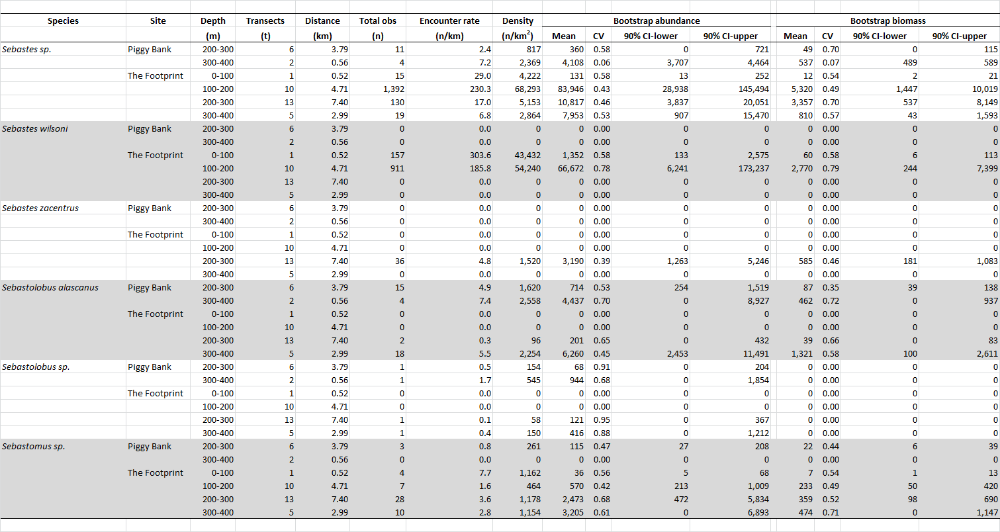 Species Site Depth Transects Distance Total obs Encounter rate Density Bootstrap abundance Bootstrap biomass
(m) (t) (km) (n) (n/km) (n/km²) Mean CV 90% CI-lower 90% CI-upper Mean CV 90% CI-lower 90% CI-upper
Sebastes sp. Piggy Bank 200-300 6 3.79 11 2.4 817 360 0.58 0 721 49 0.70 0 115
300-400 2 0.56 4 7.2 2,369 4,108 0.06 3,707 4,464 537 0.07 489 589
The Footprint 0-100 1 0.52 15 29.0 4,222 131 0.58 13 252 12 0.54 2 21
100-200 10 4.71 1,392 230.3 68,293 83,946 0.43 28,938 145,494 5,320 0.49 1,447 10,019
200-300 13 7.40 130 17.0 5,153 10,817 0.46 3,837 20,051 3,357 0.70 537 8,149
300-400 5 2.99 19 6.8 2,864 7,953 0.53 907 15,470 810 0.57 43 1,593
Sebastes wilsoni Piggy Bank 200-300 6 3.79 0 0.0 0 0 0.00 0 0 0 0.00 0 0
300-400 2 0.56 0 0.0 0 0 0.00 0 0 0 0.00 0 0
The Footprint 0-100 1 0.52 157 303.6 43,432 1,352 0.58 133 2,575 60 0.58 6 113
100-200 10 4.71 911 185.8 54,240 66,672 0.78 6,241 173,237 2,770 0.79 244 7,399
200-300 13 7.40 0 0.0 0 0 0.00 0 0 0 0.00 0 0
300-400 5 2.99 0 0.0 0 0 0.00 0 0 0 0.00 0 0
Sebastes zacentrus Piggy Bank 200-300 6 3.79 0 0.0 0 0 0.00 0 0 0 0.00 0 0
300-400 2 0.56 0 0.0 0 0 0.00 0 0 0 0.00 0 0
The Footprint 0-100 1 0.52 0 0.0 0 0 0.00 0 0 0 0.00 0 0
100-200 10 4.71 0 0.0 0 0 0.00 0 0 0 0.00 0 0
200-300 13 7.40 36 4.8 1,520 3,190 0.39 1,263 5,246 585 0.46 181 1,083
300-400 5 2.99 0 0.0 0 0 0.00 0 0 0 0.00 0 0
Sebastolobus alascanus Piggy Bank 200-300 6 3.79 15 4.9 1,620 714 0.53 254 1,519 87 0.35 39 138
300-400 2 0.56 4 7.4 2,558 4,437 0.70 0 8,927 462 0.72 0 937
The Footprint 0-100 1 0.52 0 0.0 0 0 0.00 0 0 0 0.00 0 0
100-200 10 4.71 0 0.0 0 0 0.00 0 0 0 0.00 0 0
200-300 13 7.40 2 0.3 96 201 0.65 0 432 39 0.66 0 83
300-400 5 2.99 18 5.5 2,254 6,260 0.45 2,453 11,491 1,321 0.58 100 2,611
Sebastolobus sp. Piggy Bank 200-300 6 3.79 1 0.5 154 68 0.91 0 204 0 0.00 0 0
300-400 2 0.56 1 1.7 545 944 0.68 0 1,854 0 0.00 0 0
The Footprint 0-100 1 0.52 0 0.0 0 0 0.00 0 0 0 0.00 0 0
100-200 10 4.71 0 0.0 0 0 0.00 0 0 0 0.00 0 0
200-300 13 7.40 1 0.1 58 121 0.95 0 367 0 0.00 0 0
300-400 5 2.99 1 0.4 150 416 0.88 0 1,212 0 0.00 0 0
Sebastomus sp. Piggy Bank 200-300 6 3.79 3 0.8 261 115 0.47 27 208 22 0.44 6 39
300-400 2 0.56 0 0.0 0 0 0.00 0 0 0 0.00 0 0
The Footprint 0-100 1 0.52 4 7.7 1,162 36 0.56 5 68 7 0.54 1 13
100-200 10 4.71 7 1.6 464 570 0.42 213 1,009 233 0.49 50 420
200-300 13 7.40 28 3.6 1,178 2,473 0.68 472 5,834 359 0.52 98 690
300-400 5 2.99 10 2.8 1,154 3,205 0.61 0 6,893 474 0.71 0 1,147